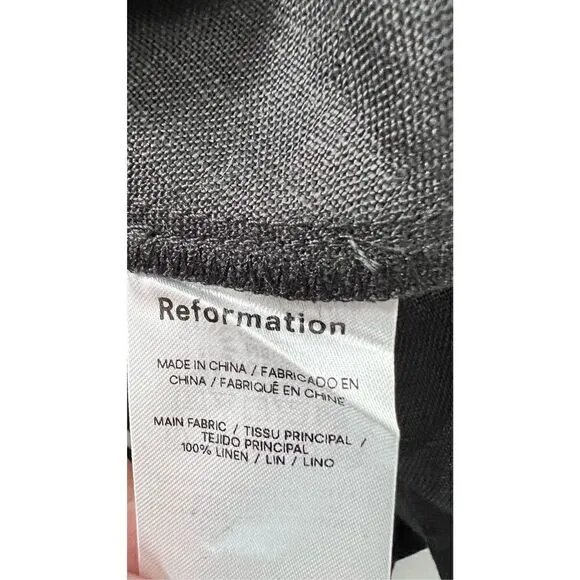 Reformation
MADE IN CHINA / FABRICADO EN
CHINA / FABRIQUÉ EN CHINE
MAIN FABRIC / TISSU PRINCIPAL /
TEJIDO PRINCIPAL
100% LINEN / LIN / LINO